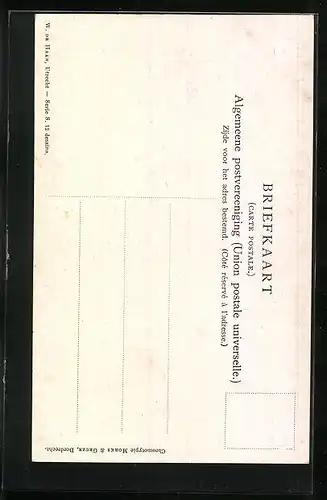 BRIEFKAART
(CARTE POSTALE.)
Algemeene postvereeniging (Union postale universelle.)
Zijde voor het adres bestemd. (Côté réservé à l'adresse.)
W. DE HAAN, Utrecht — Serie S. 12 dessins.
Chromotypie MORKS & GEUZE, Dordrecht.